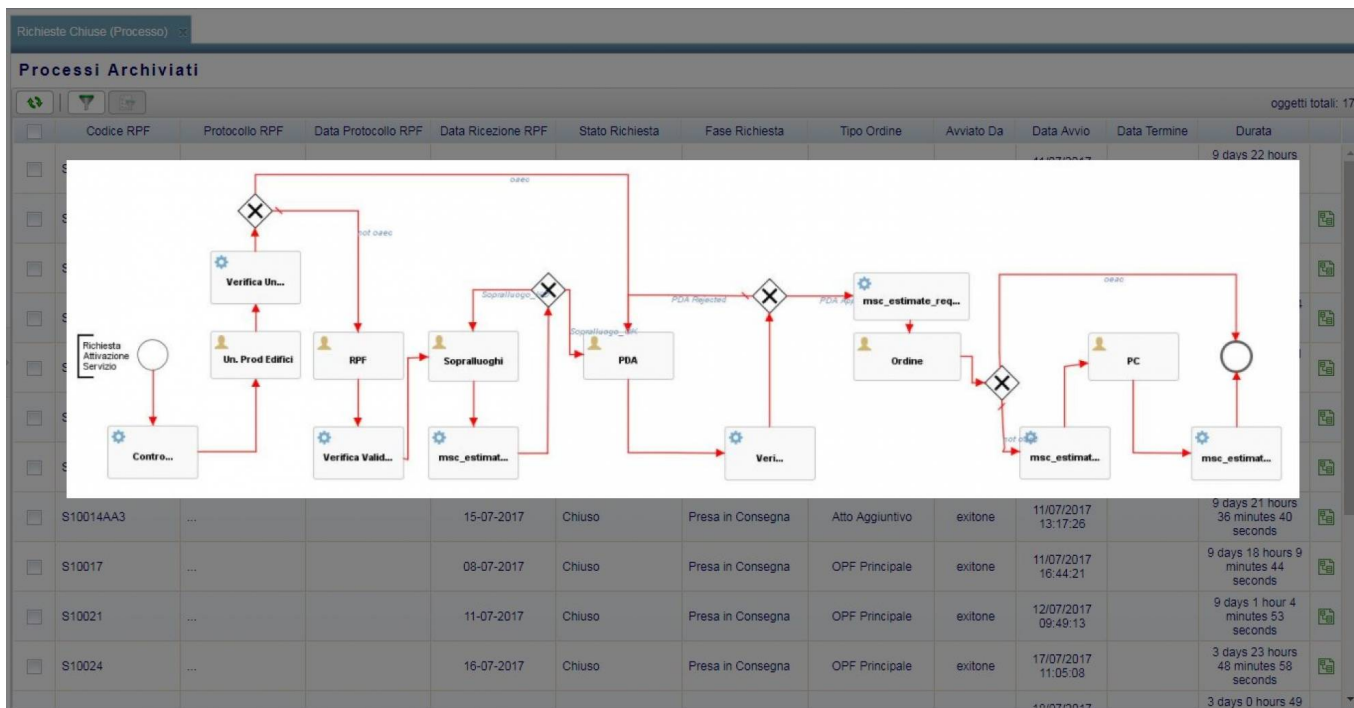 Richieste Chiuse (Processo)
Processi Archiviati
oggetti totali: 17
Codice RPF Protocollo RPF Data Protocollo RPF Data Ricezione RPF Stato Richiesta Fase Richiesta Tipo Ordine Avviato Da Data Avvio Data Termine Durata
9 days 22 hours
oaec
not oaec
Verifica Un...
Sopralluogo_
PDA Rejected
msc_estimate_req...
oaec
Richiesta
Attivazione
Servizio
Un. Prod Edifici
RPF
Sopralluoghi
Sopralluogo_OK
PDA
Ordine
PC
Contro...
Verifica Valid...
msc_estimat...
Veri...
msc_estimat...
msc_estimat...
S10014AA3 ... 15-07-2017 Chiuso Presa in Consegna Atto Aggiuntivo exitone 11/07/2017 13:17:26 9 days 21 hours 36 minutes 40 seconds
S10017 ... 08-07-2017 Chiuso Presa in Consegna OPF Principale exitone 11/07/2017 16:44:21 9 days 18 hours 9 minutes 44 seconds
S10021 ... 11-07-2017 Chiuso Presa in Consegna OPF Principale exitone 12/07/2017 09:49:13 9 days 1 hour 4 minutes 53 seconds
S10024 ... 16-07-2017 Chiuso Presa in Consegna OPF Principale exitone 17/07/2017 11:05:08 3 days 23 hours 48 minutes 58 seconds
3 days 0 hours 49